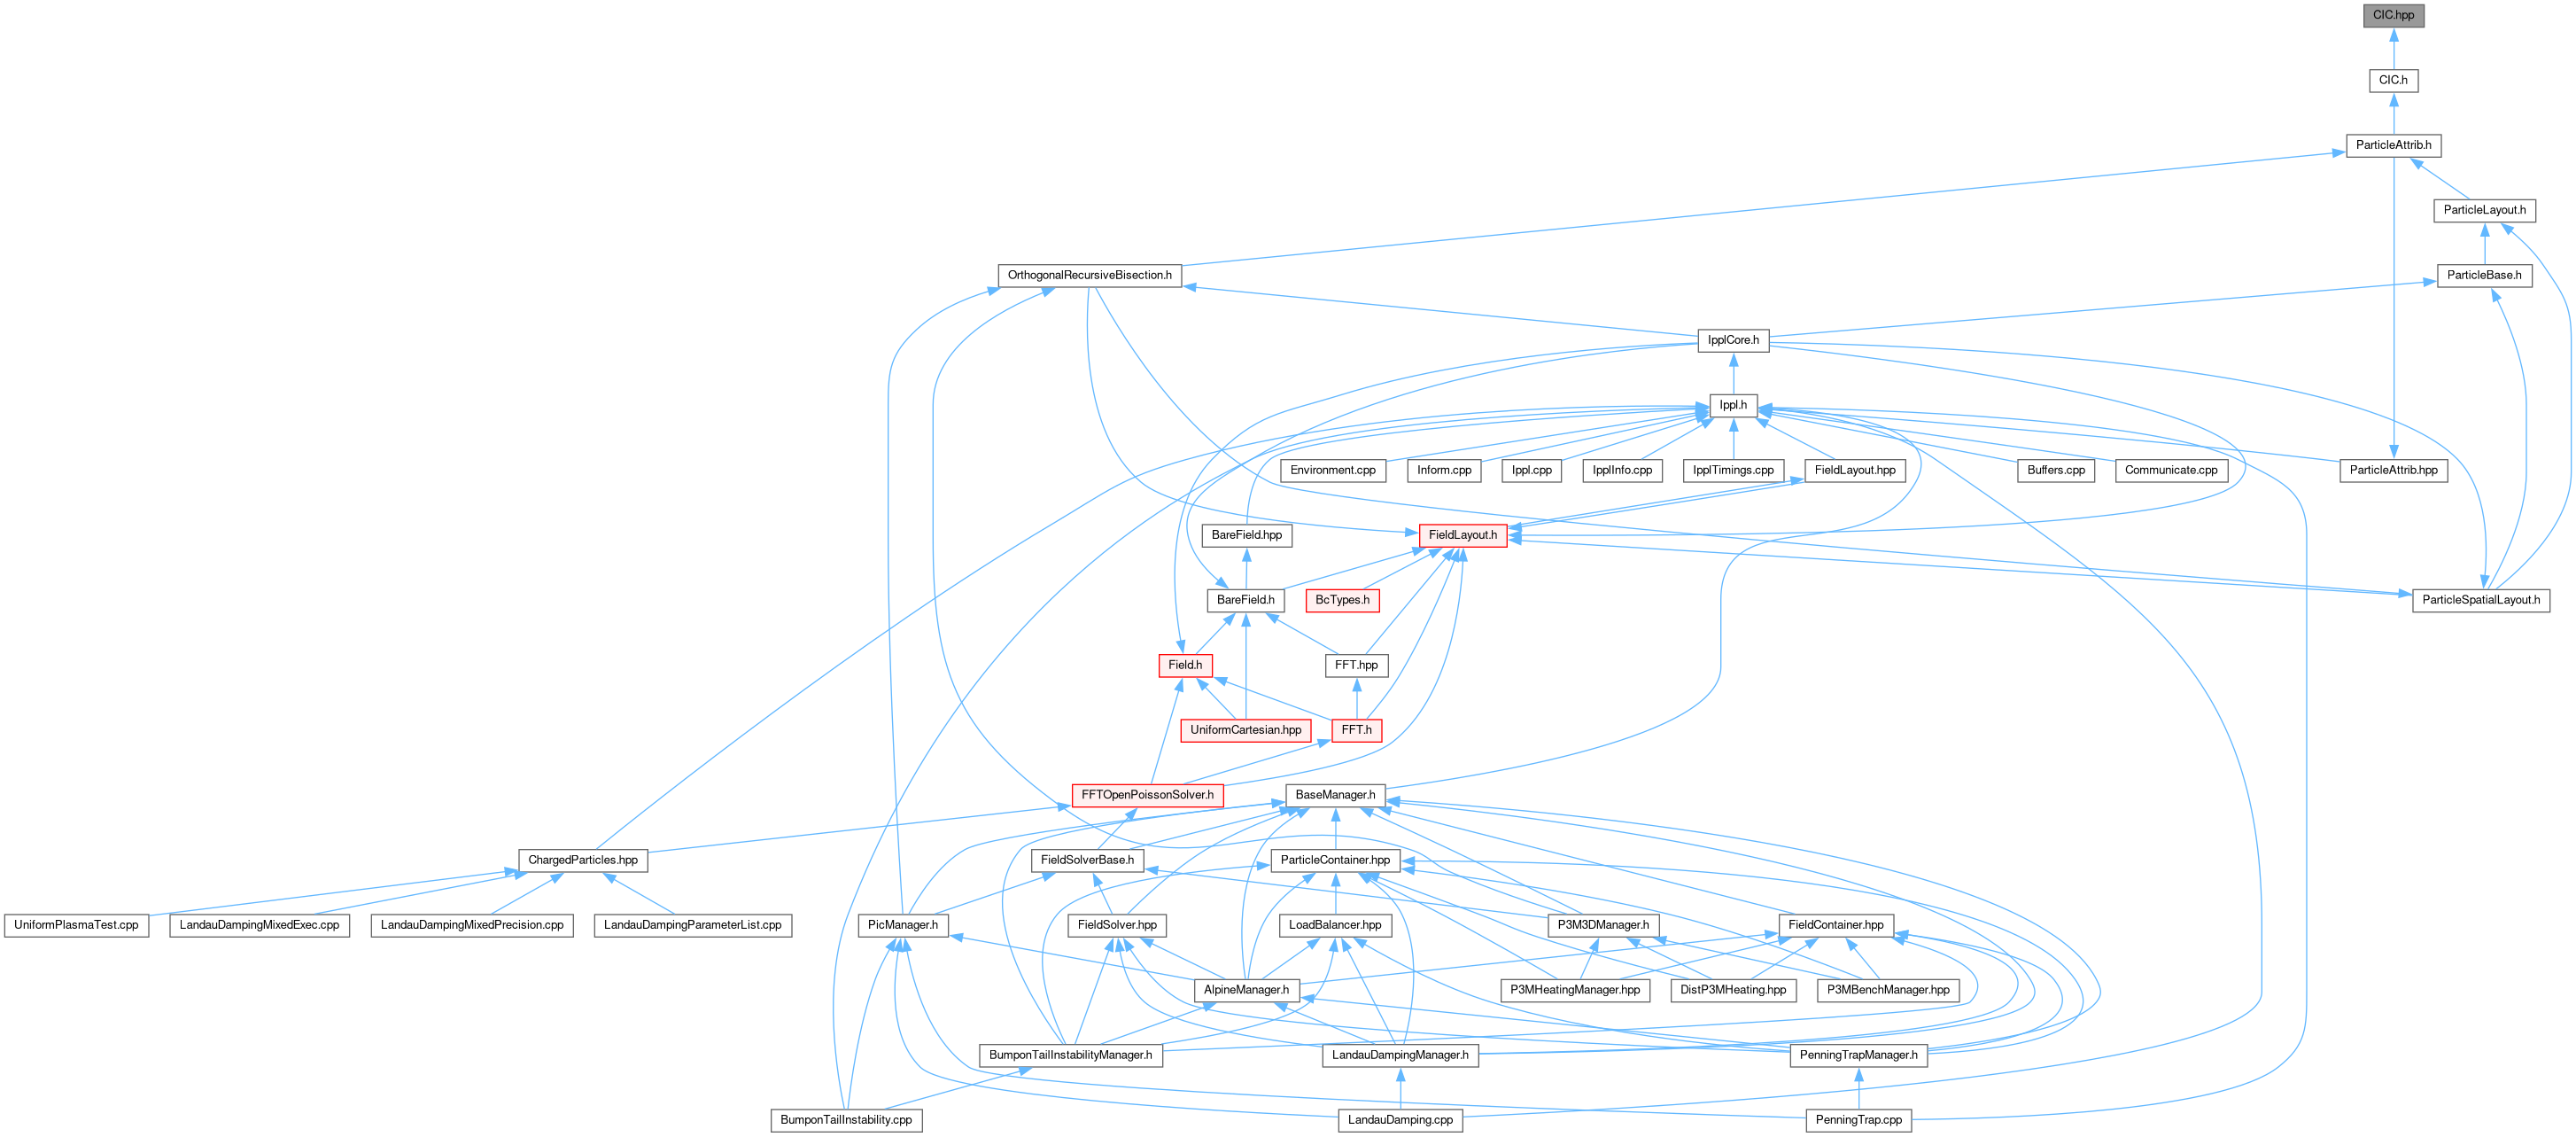 CIC.hpp
CIC.h
ParticleAttrib.h
ParticleLayout.h
OrthogonalRecursiveBisection.h
ParticleBase.h
IpplCore.h
Ippl.h
Environment.cpp
Inform.cpp
Ippl.cpp
IpplInfo.cpp
IpplTimings.cpp
FieldLayout.hpp
Buffers.cpp
Communicate.cpp
ParticleAttrib.hpp
BareField.hpp
FieldLayout.h
BareField.h
BcTypes.h
ParticleSpatialLayout.h
Field.h
FFT.hpp
UniformCartesian.hpp
FFT.h
FFTOpenPoissonSolver.h
BaseManager.h
ChargedParticles.hpp
FieldSolverBase.h
ParticleContainer.hpp
UniformPlasmaTest.cpp
LandauDampingMixedExec.cpp
LandauDampingMixedPrecision.cpp
LandauDampingParameterList.cpp
PicManager.h
FieldSolver.hpp
LoadBalancer.hpp
P3M3DManager.h
FieldContainer.hpp
AlpineManager.h
P3MHeatingManager.hpp
DistP3MHeating.hpp
P3MBenchManager.hpp
BumponTailInstabilityManager.h
LandauDampingManager.h
PenningTrapManager.h
BumponTailInstability.cpp
LandauDamping.cpp
PenningTrap.cpp